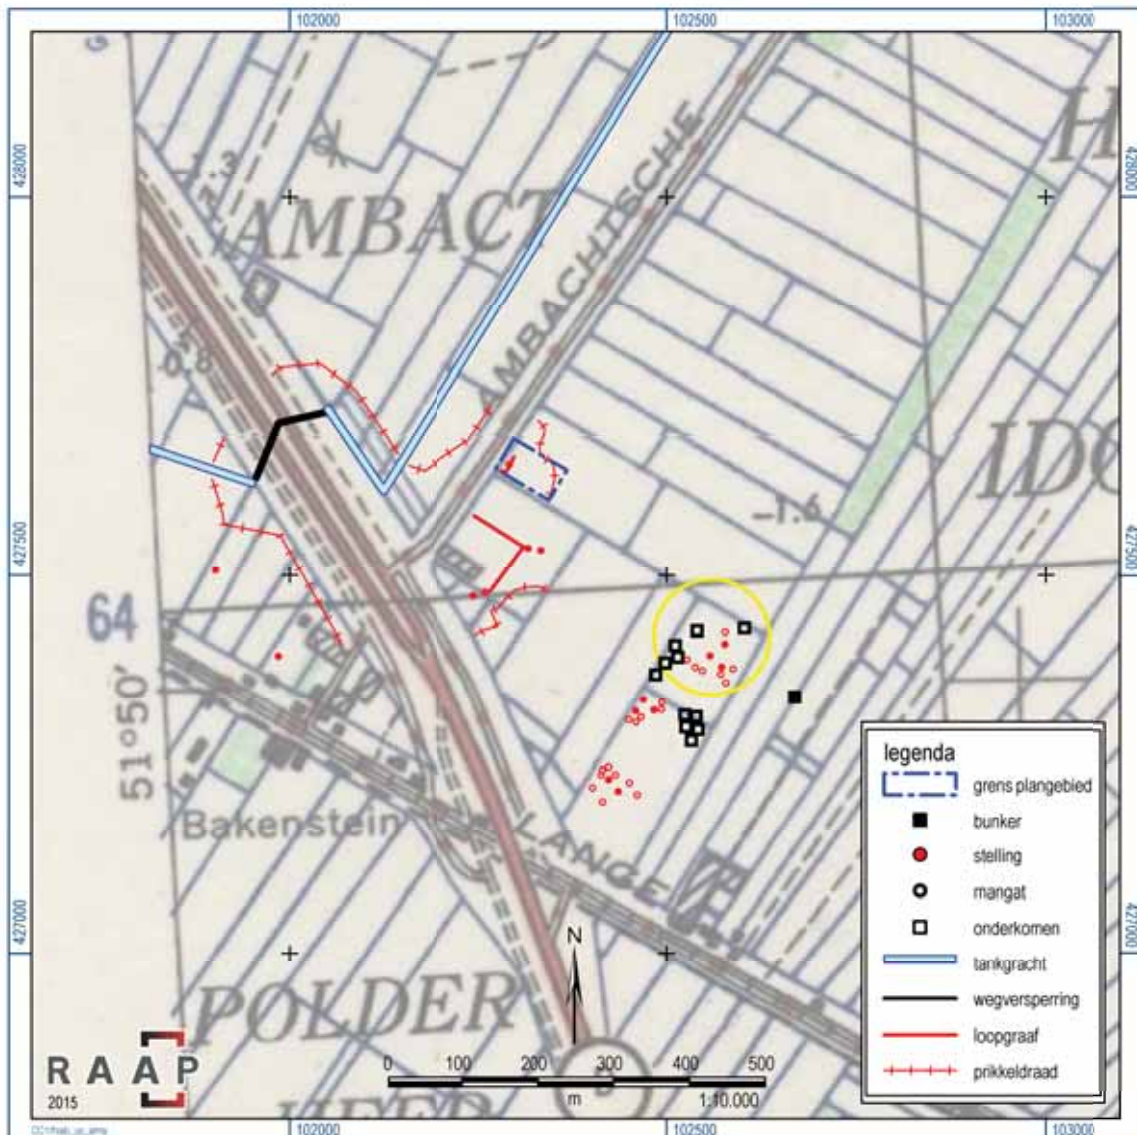 102000 102500 103000
428000
428000
AMBACT
AMBACHTSCHE
H
-1.3
-0.8
IDO
-1.6
427500
427500
64
51°50'
Bakenstein
LANGE
427000
427000
POLDER
HEER
legenda
grens plangebied
bunker
stelling
mangat
onderkomen
tankgracht
wegversperring
loopgraaf
prikkeldraad
N
0 100 200 300 400 500
m 1:10.000
RAAP
2015
102000 102500 103000